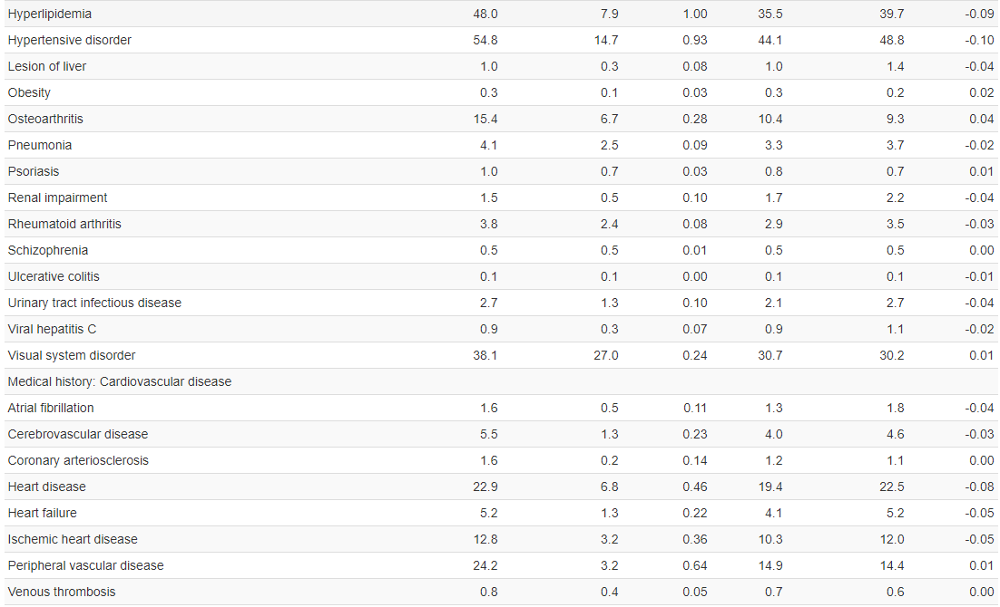 Hyperlipidemia 48.0 7.9 1.00 35.5 39.7 -0.09
Hypertensive disorder 54.8 14.7 0.93 44.1 48.8 -0.10
Lesion of liver 1.0 0.3 0.08 1.0 1.4 -0.04
Obesity 0.3 0.1 0.03 0.3 0.2 0.02
Osteoarthritis 15.4 6.7 0.28 10.4 9.3 0.04
Pneumonia 4.1 2.5 0.09 3.3 3.7 -0.02
Psoriasis 1.0 0.7 0.03 0.8 0.7 0.01
Renal impairment 1.5 0.5 0.10 1.7 2.2 -0.04
Rheumatoid arthritis 3.8 2.4 0.08 2.9 3.5 -0.03
Schizophrenia 0.5 0.5 0.01 0.5 0.5 0.00
Ulcerative colitis 0.1 0.1 0.00 0.1 0.1 -0.01
Urinary tract infectious disease 2.7 1.3 0.10 2.1 2.7 -0.04
Viral hepatitis C 0.9 0.3 0.07 0.9 1.1 -0.02
Visual system disorder 38.1 27.0 0.24 30.7 30.2 0.01
Medical history: Cardiovascular disease
Atrial fibrillation 1.6 0.5 0.11 1.3 1.8 -0.04
Cerebrovascular disease 5.5 1.3 0.23 4.0 4.6 -0.03
Coronary arteriosclerosis 1.6 0.2 0.14 1.2 1.1 0.00
Heart disease 22.9 6.8 0.46 19.4 22.5 -0.08
Heart failure 5.2 1.3 0.22 4.1 5.2 -0.05
Ischemic heart disease 12.8 3.2 0.36 10.3 12.0 -0.05
Peripheral vascular disease 24.2 3.2 0.64 14.9 14.4 0.01
Venous thrombosis 0.8 0.4 0.05 0.7 0.6 0.00